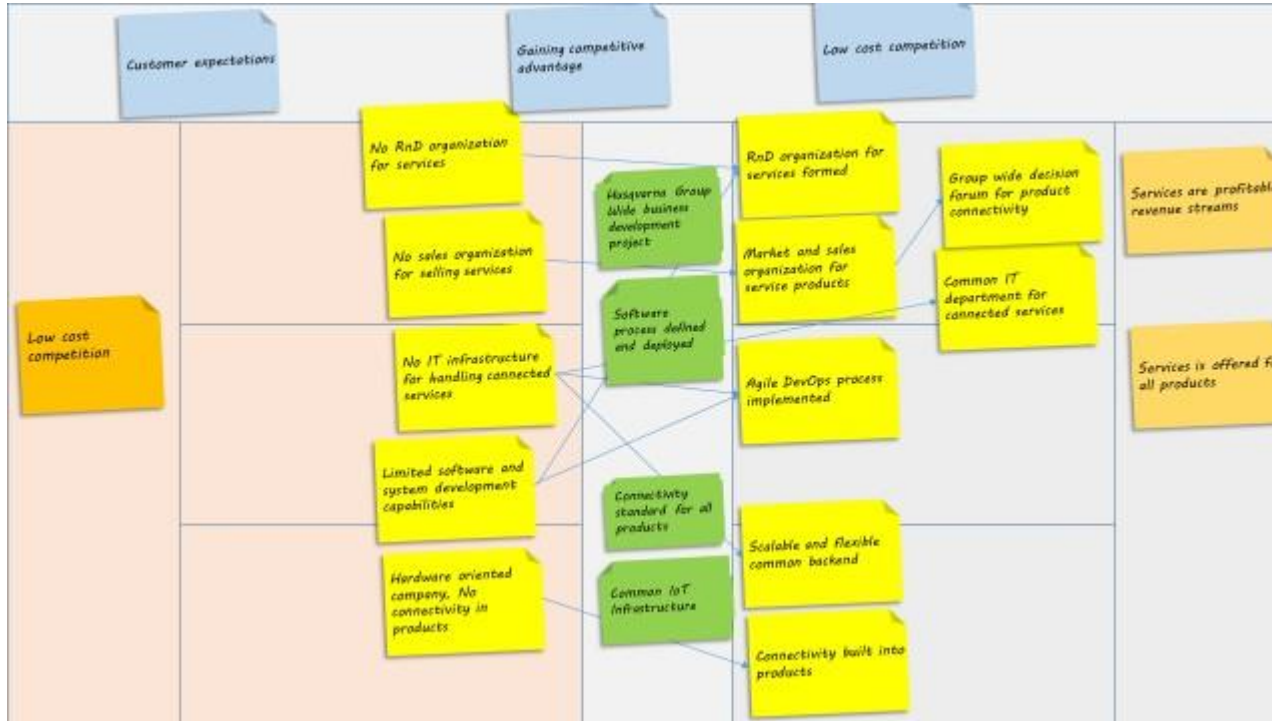 Customer expectations
Gaining competitive
advantage
Low cost competition
No RnD organization
for services
RnD organization for
services formed
Group wide decision
forum for product
connectivity
Services are profitabl
revenue streams
Husqvarna Group
Wide business
development
project
No sales organization
for selling services
Market and sales
organization for
service products
Common IT
department for
connected services
Low cost
competition
Software
process defined
and deployed
No IT infrastructure
for handling connected
services
Agile DevOps process
implemented
Services is offered f
all products
Limited software and
system development
capabilities
Connectivity
standard for all
products
Scalable and flexible
common backend
Hardware oriented
company, No
connectivity in
products
Common IoT
Infrastructure
Connectivity built into
products